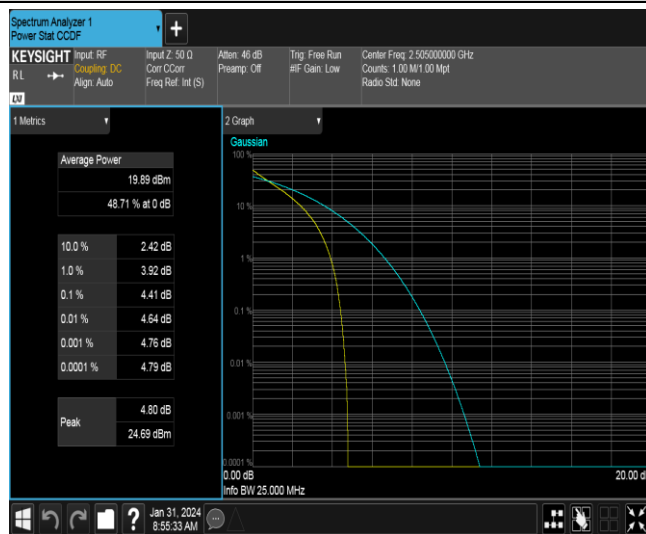 Spectrum Analyzer 1
Power Stat CCDF
+
KEYSIGHT
RL
LXI
Input: RF
Coupling: DC
Align: Auto
Input Z: 50 Ω
Corr CCorr
Freq Ref: Int (S)
Atten: 46 dB
Preamp: Off
Trig: Free Run
#IF Gain: Low
Center Freq: 2.505000000 GHz
Counts: 1.00 M/1.00 Mpt
Radio Std: None
1 Metrics
Average Power
19.89 dBm
48.71 % at 0 dB
10.0 % 2.42 dB
1.0 % 3.92 dB
0.1 % 4.41 dB
0.01 % 4.64 dB
0.001 % 4.76 dB
0.0001 % 4.79 dB
Peak
4.80 dB
24.69 dBm
2 Graph
Gaussian
100 %
10 %
1 %
0.1 %
0.01 %
0.001 %
0.0001 %
0.00 dB
20.00 d
Info BW 25.000 MHz
?
Jan 31, 2024
8:55:33 AM